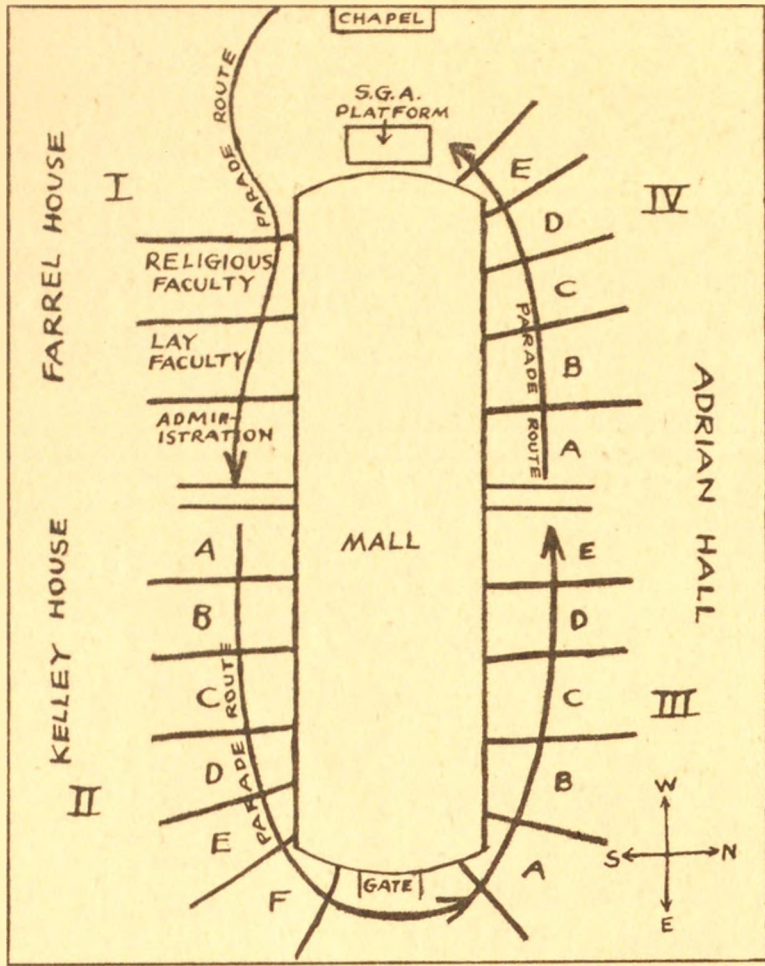 CHAPEL
PARADE ROUTE
S.G.A.
PLATFORM
FARREL HOUSE
I
RELIGIOUS
FACULTY
LAY
FACULTY
ADMIN-
ISTRATION
IV
E
D
C
B
A
PARADE ROUTE
ADRIAN HALL
MALL
KELLEY HOUSE
II
A
B
C
D
E
F
PARADE ROUTE
GATE
E
D
C
B
A
III
W
S
N
E